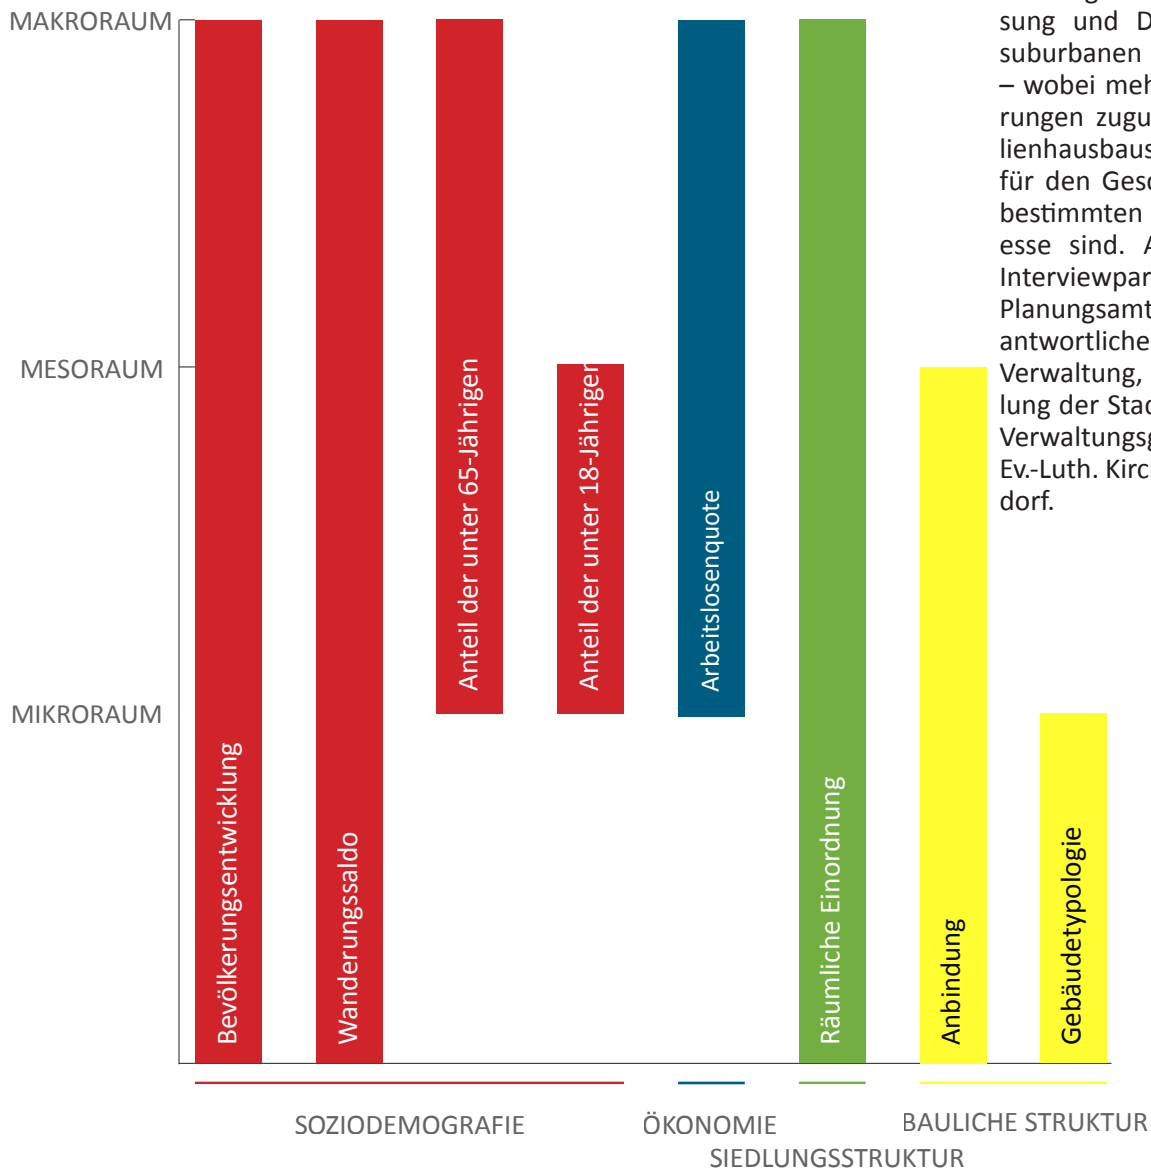 MAKRORAUM
MESORAUM
MIKRORAUM
Bevölkerungsentwicklung
Wanderungssaldo
Anteil der unter 65-Jährigen
Anteil der unter 18-Jährigen
Arbeitslosenquote
Räumliche Einordnung
Anbindung
Gebäudetypologie
SOZIODEMOGRAFIE
ÖKONOMIE
SIEDLUNGSSTRUKTUR
BAULICHE STRUKTUR
sung und D
suburbanen
– wobei meh
rungen zugu
lienhausbaus
für den Gesc
bestimmten
esse sind. A
Interviewpar
Planungsamt
antwortliche
Verwaltung,
lung der Stad
Verwaltungsg
Ev.-Luth. Kirc
dorf.